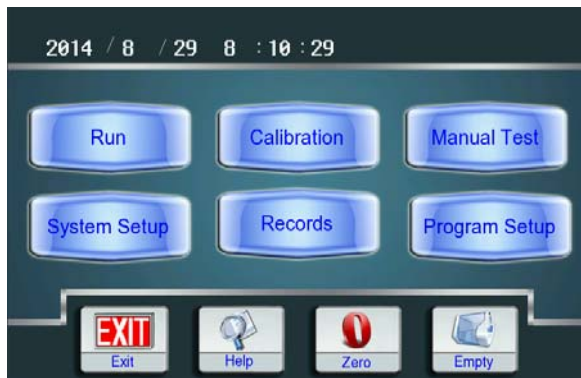 2014 / 8 / 29 8 : 10 : 29
Run
Calibration
Manual Test
System Setup
Records
Program Setup
EXIT
Exit
Help
0
Zero
Empty